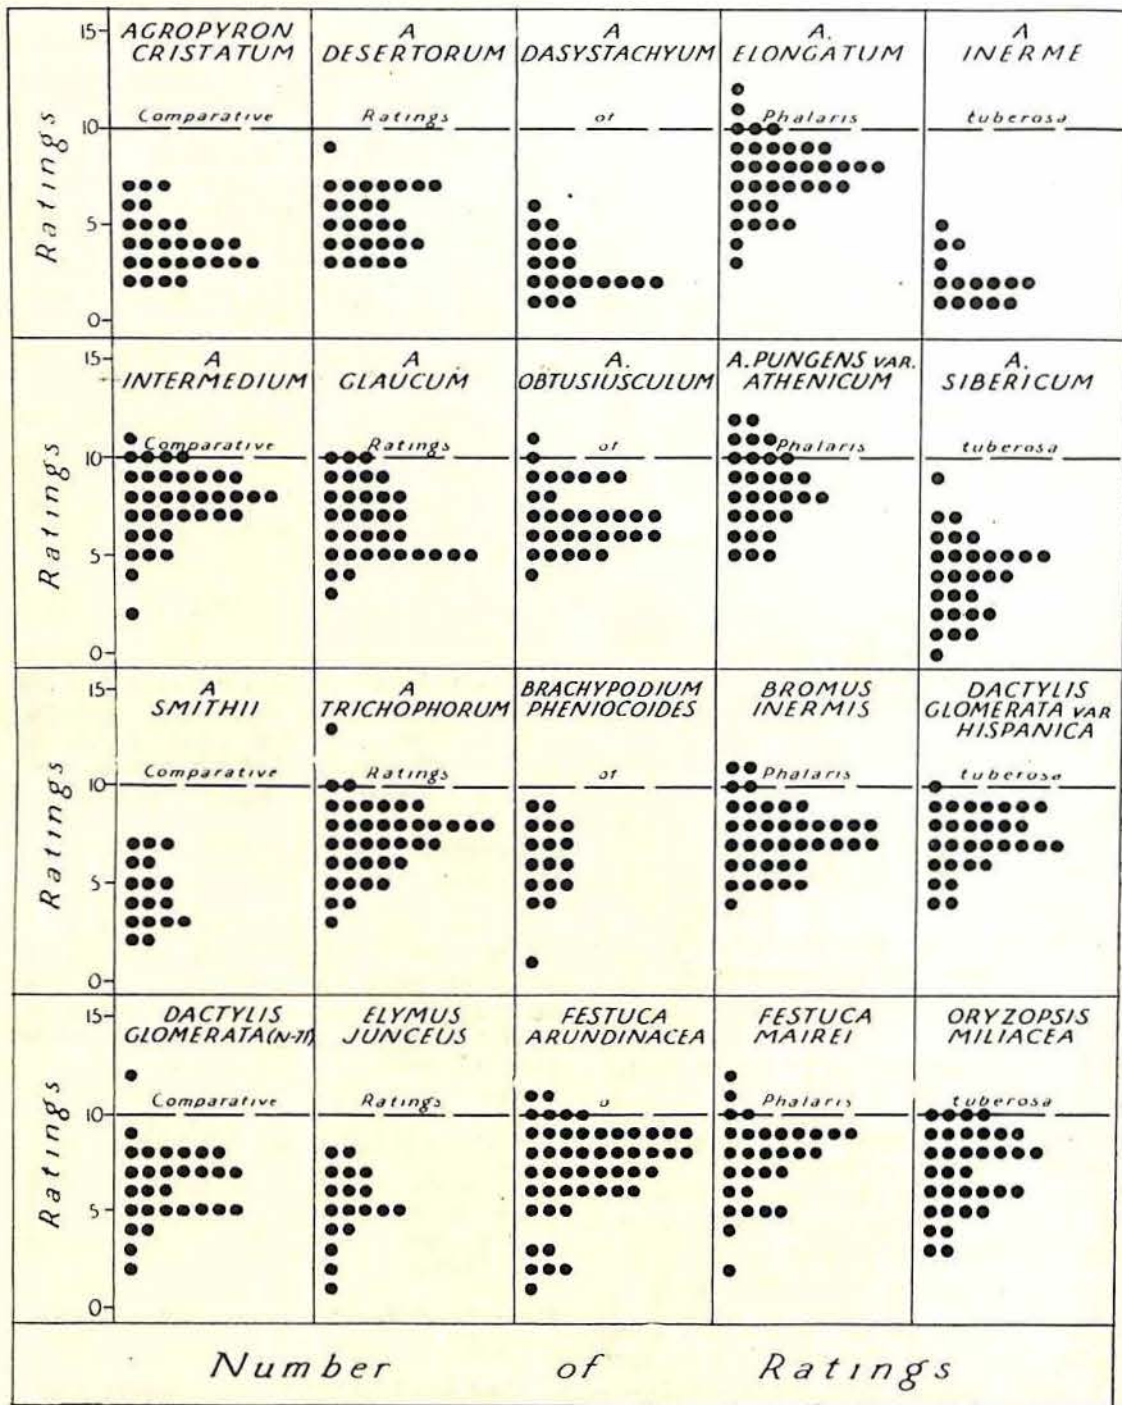 Ratings
15
10
5
0
AGROPYRON
CRISTATUM
A
DESERTORUM
A
DASYSTACHYUM
A.
ELONGATUM
A
INERME
Comparative Ratings of Phalaris tuberosa
Ratings
15
10
5
0
A
INTERMEDIUM
A
GLAUCUM
A.
OBTUSIUSCULUM
A. PUNGENS VAR.
ATHENICUM
A.
SIBERICUM
Comparative Ratings of Phalaris tuberosa
Ratings
15
10
5
0
A
SMITHII
A
TRICHOPHORUM
BRACHYPODIUM
PHENIOCOIDES
BROMUS
INERMIS
DACTYLIS
GLOMERATA VAR
HISPANICA
Comparative Ratings of Phalaris tuberosa
Ratings
15
10
5
0
DACTYLIS
GLOMERATA (N-71)
ELYMUS
JUNCEUS
FESTUCA
ARUNDINACEA
FESTUCA
MAIREI
ORYZOPSIS
MILIACEA
Comparative Ratings o Phalaris tuberosa
Number of Ratings